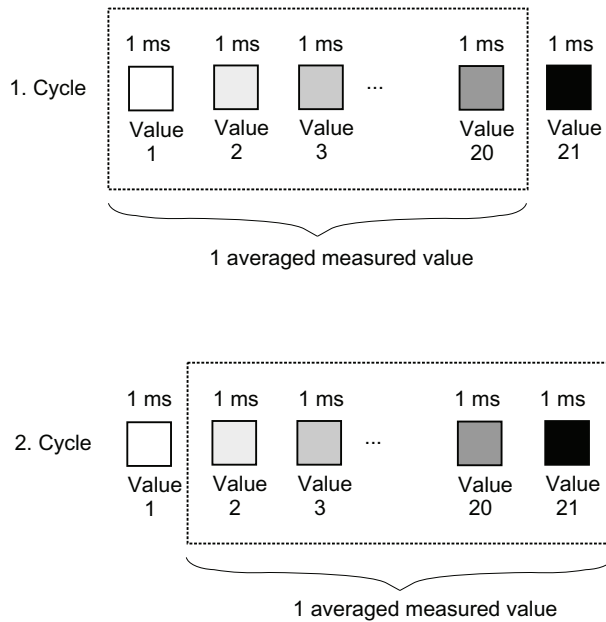 1 ms 1 ms 1 ms 1 ms 1 ms
1. Cycle ...
Value Value Value Value Value
1 2 3 20 21
1 averaged measured value
1 ms 1 ms 1 ms 1 ms 1 ms
2. Cycle ...
Value Value Value Value Value
1 2 3 20 21
1 averaged measured value